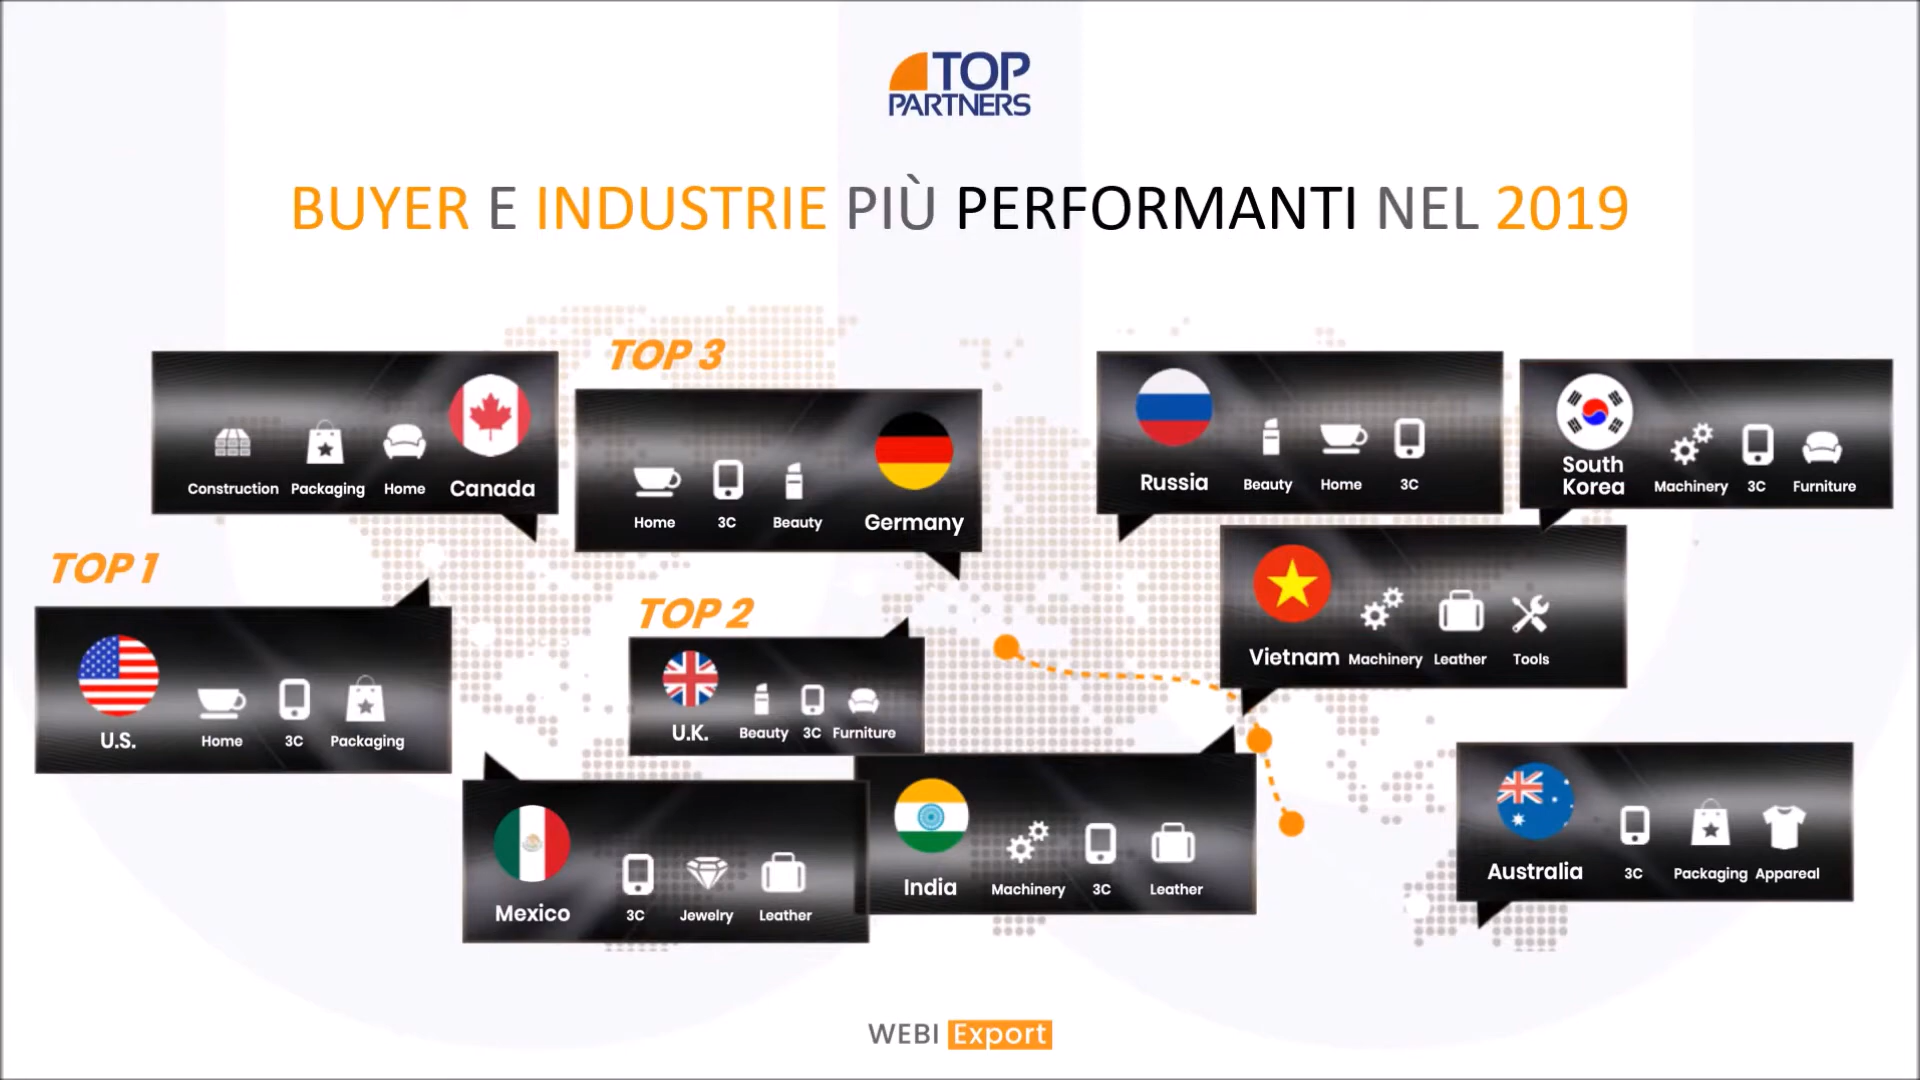 TOP
PARTNERS
BUYER E INDUSTRIE PIÙ PERFORMANTI NEL 2019
Construction Packaging Home Canada
TOP 3
Home 3C Beauty Germany
Russia Beauty Home 3C
South
Korea Machinery 3C Furniture
TOP 1
U.S. Home 3C Packaging
TOP 2
U.K. Beauty 3C Furniture
Vietnam Machinery Leather Tools
Mexico 3C Jewelry Leather
India Machinery 3C Leather
Australia 3C Packaging Appareal
WEBI Export